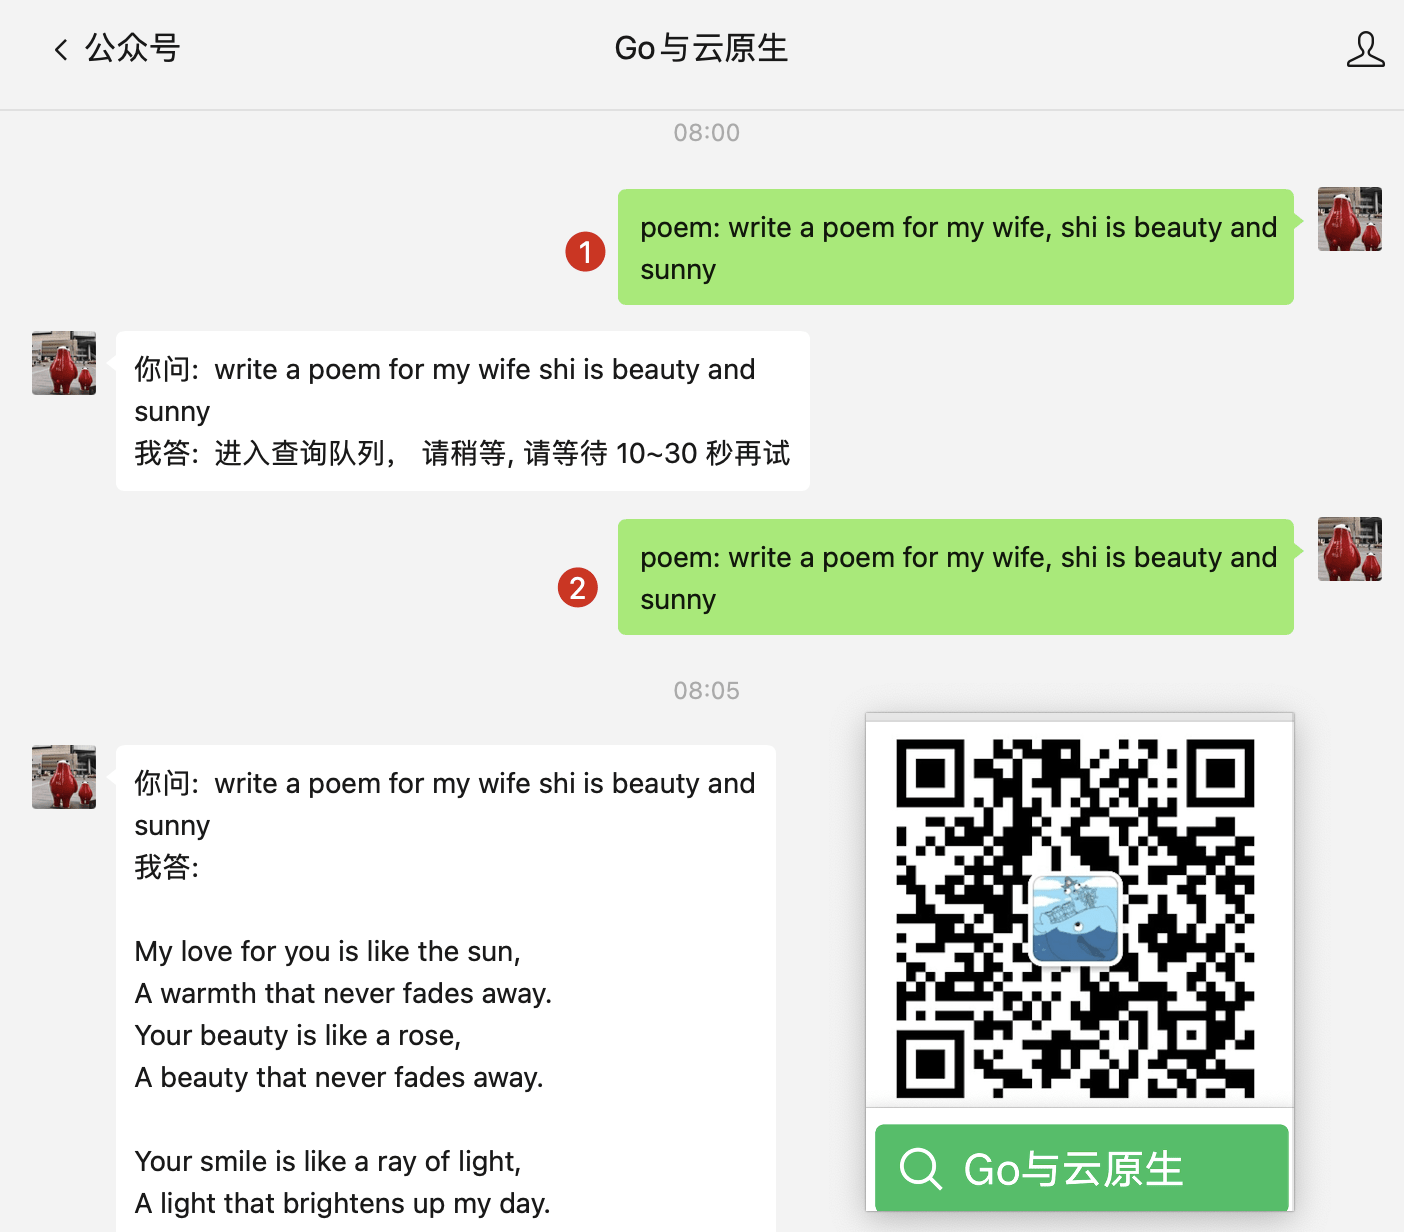 公众号
Go与云原生
08:00
poem: write a poem for my wife, shi is beauty and
sunny
1
你问: write a poem for my wife shi is beauty and
sunny
我答: 进入查询队列， 请稍等, 请等待 10~30 秒再试
poem: write a poem for my wife, shi is beauty and
sunny
2
08:05
你问: write a poem for my wife shi is beauty and
sunny
我答:
My love for you is like the sun,
A warmth that never fades away.
Your beauty is like a rose,
A beauty that never fades away.
Your smile is like a ray of light,
A light that brightens up my day.
Go与云原生